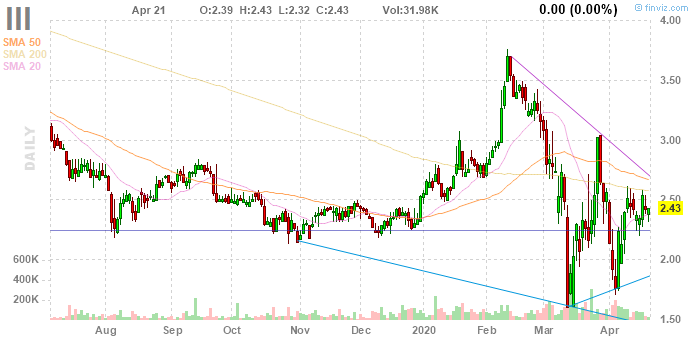 III Apr 21 O:2.39 H:2.43 L:2.32 C:2.43 Vol:31.98K 0.00 (0.00%)
© finviz.com
SMA 50
SMA 200
SMA 20
DAILY
4.00
3.50
3.00
2.50
2.43
2.00
1.50
600K
400K
200K
Aug Sep Oct Nov Dec 2020 Feb Mar Apr